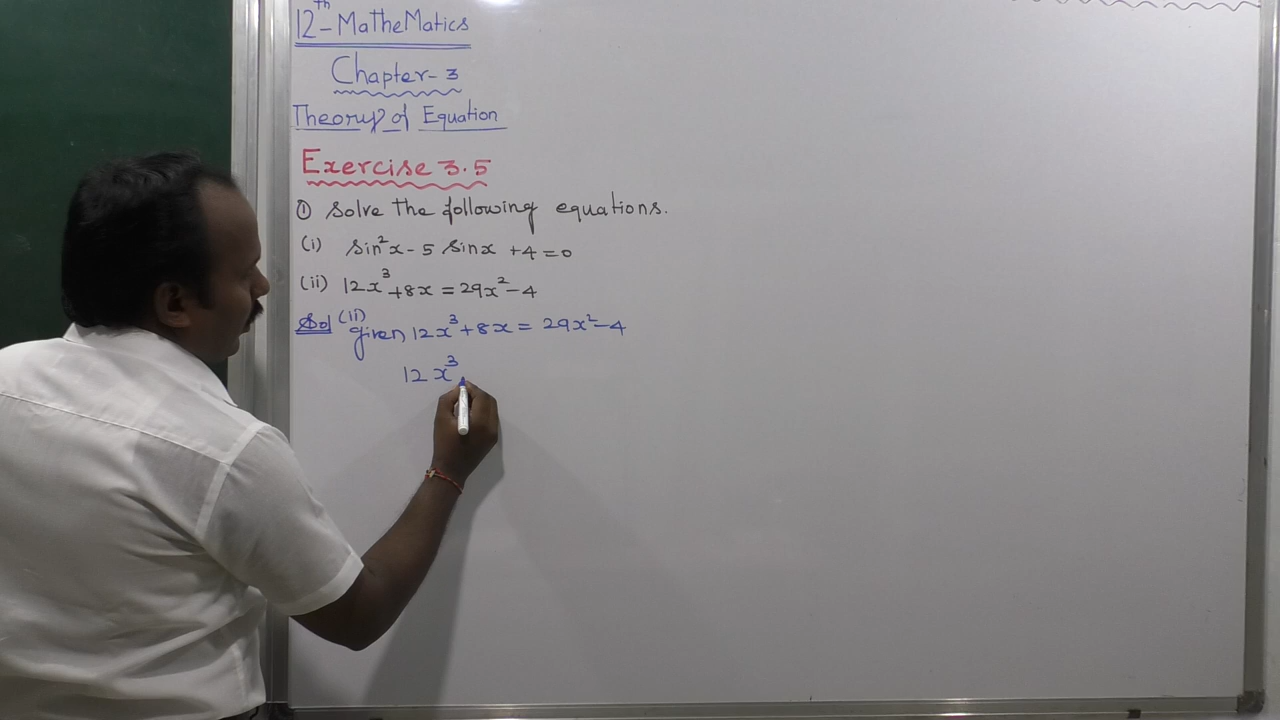 12th - MatheMatics
Chapter - 3
Theory of Equation
Exercise 3.5
① Solve the following equations.
(i) sin²x - 5 sinx + 4 = 0
(ii) 12x³ + 8x = 29x² - 4
Sol (ii) given 12x³ + 8x = 29x² - 4
12x³